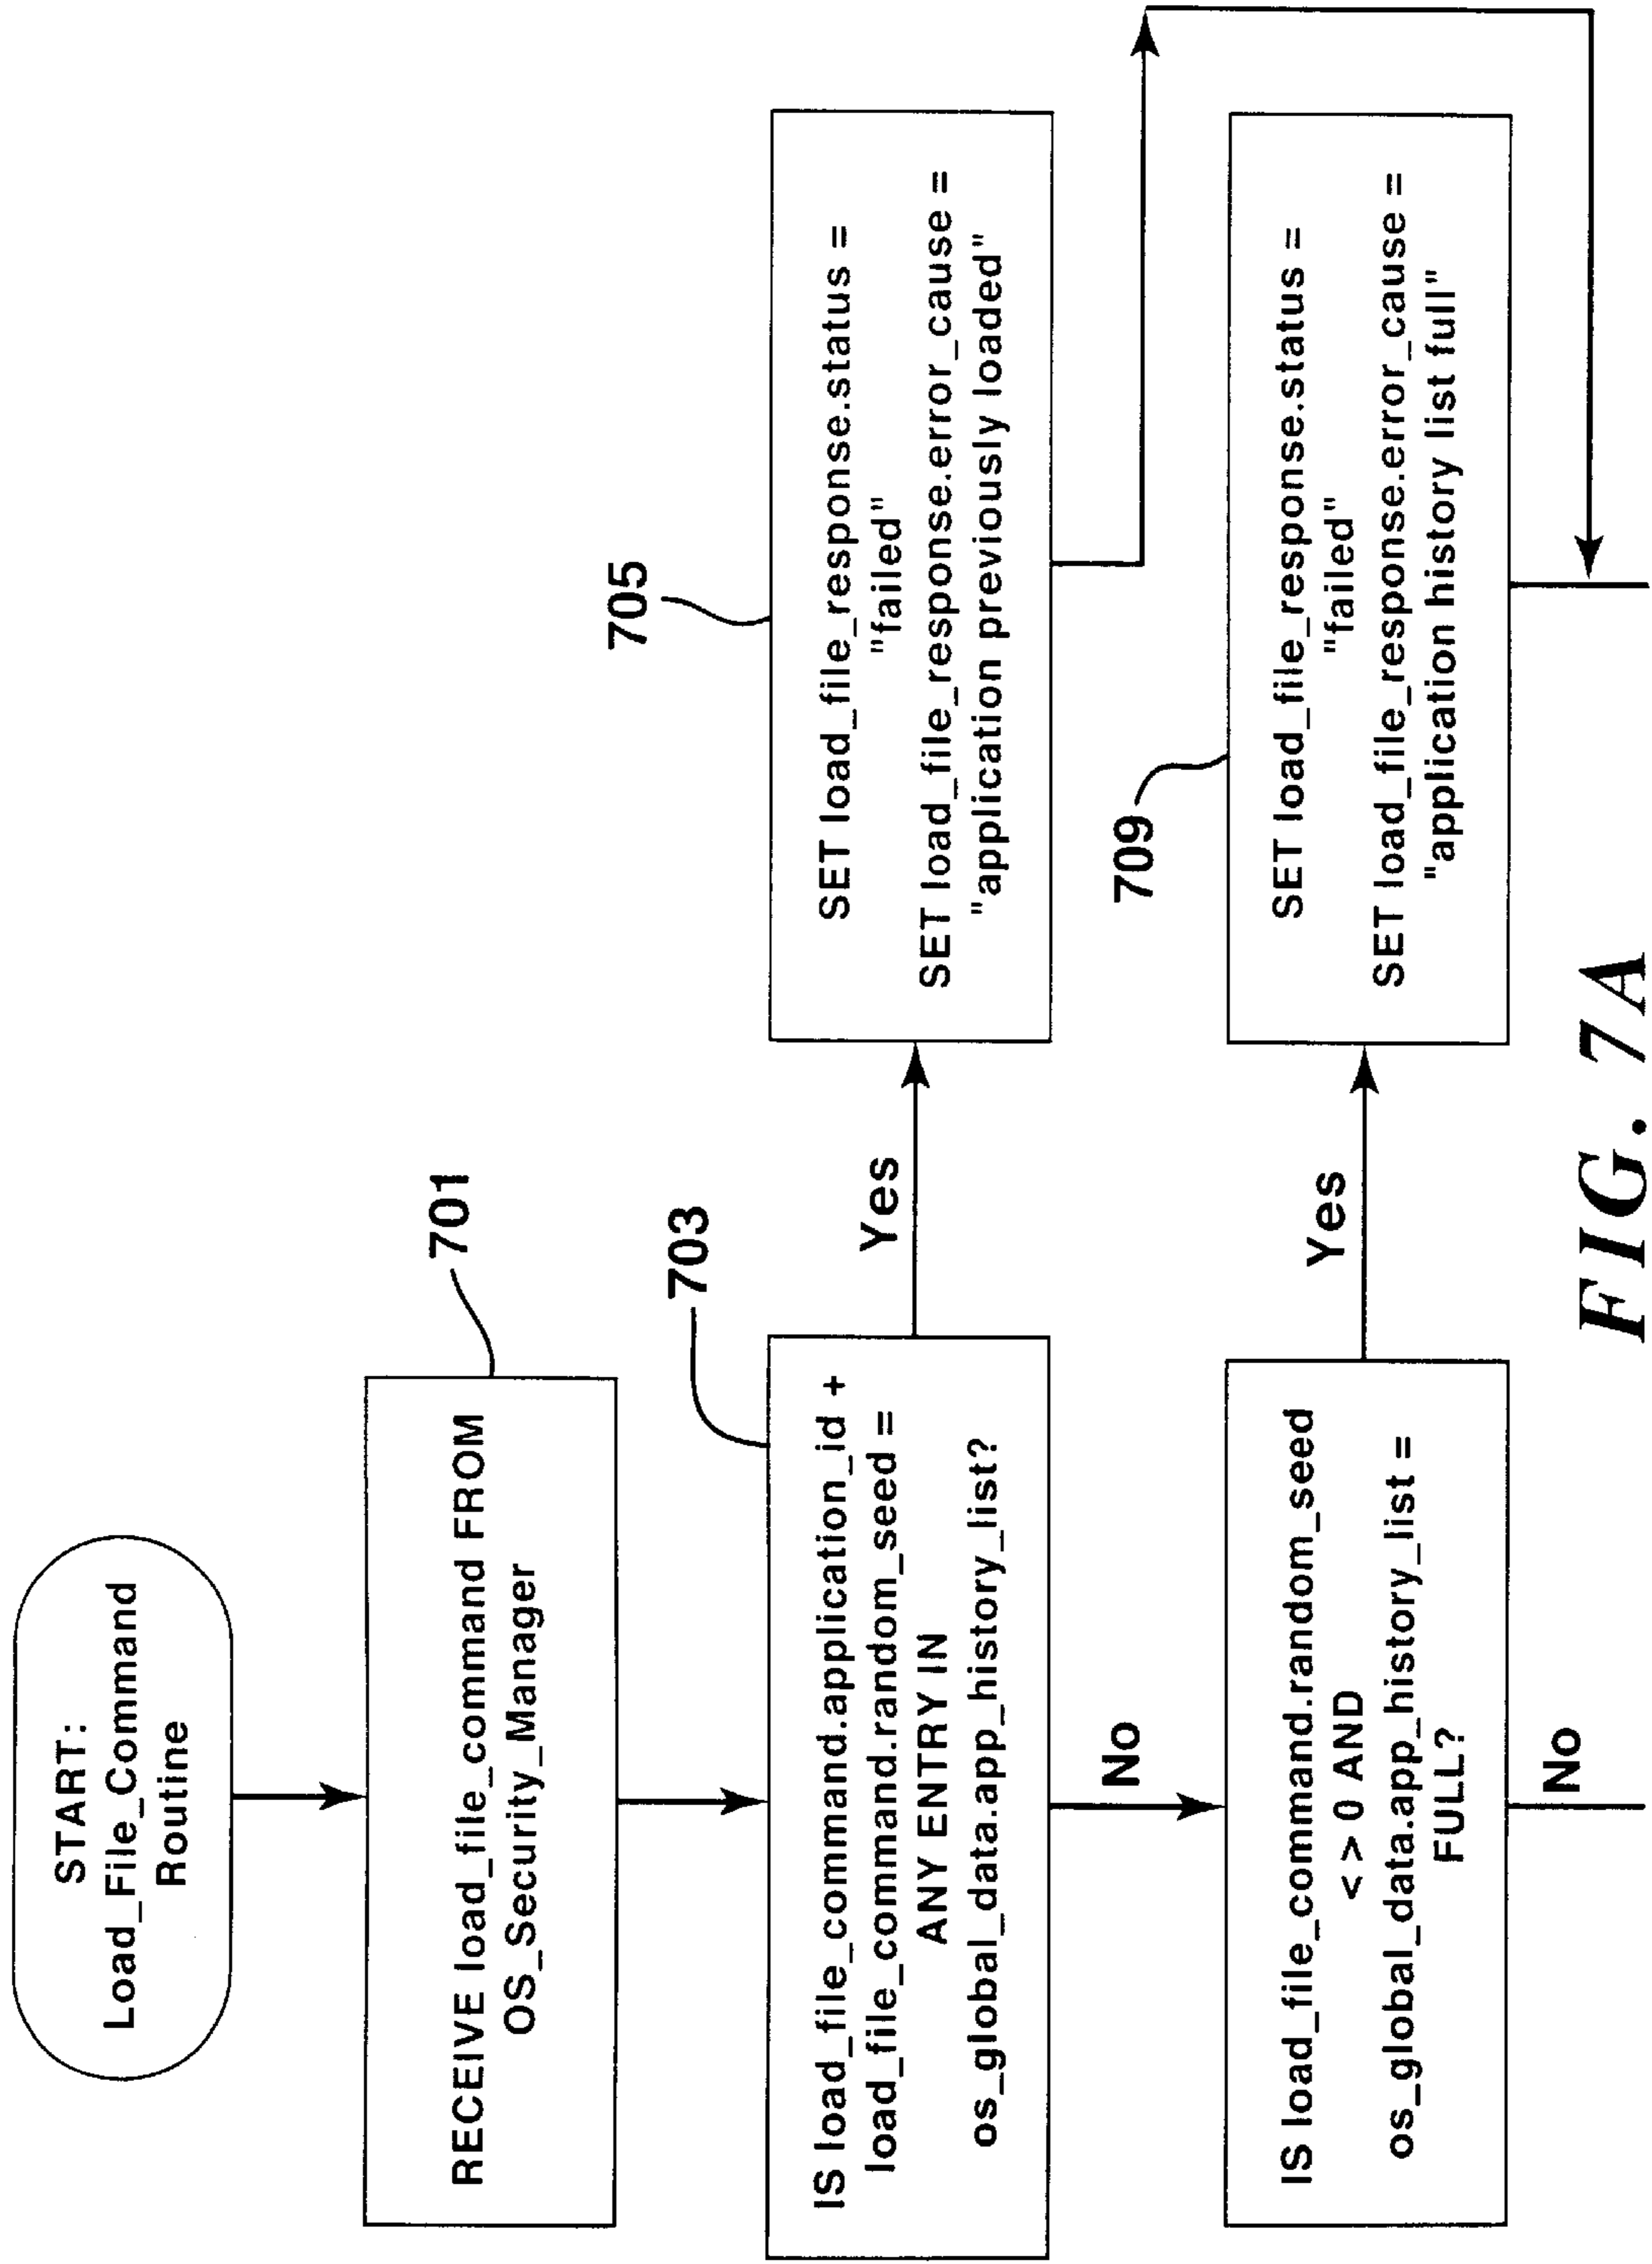 START:
Load_File_Command
Routine
701
RECEIVE load_file_command FROM
OS_Security_Manager
703
IS load_file_command.application_id +
load_file_command.random_seed =
ANY ENTRY IN
os_global_data.app_history_list?
Yes
705
SET load_file_response.status =
"failed"
SET load_file_response.error_cause =
"application previously loaded"
No
IS load_file_command.random_seed
< > 0 AND
os_global_data.app_history_list =
FULL?
Yes
709
SET load_file_response.status =
"failed"
SET load_file_response.error_cause =
"application history list full"
No
FIG. 7A